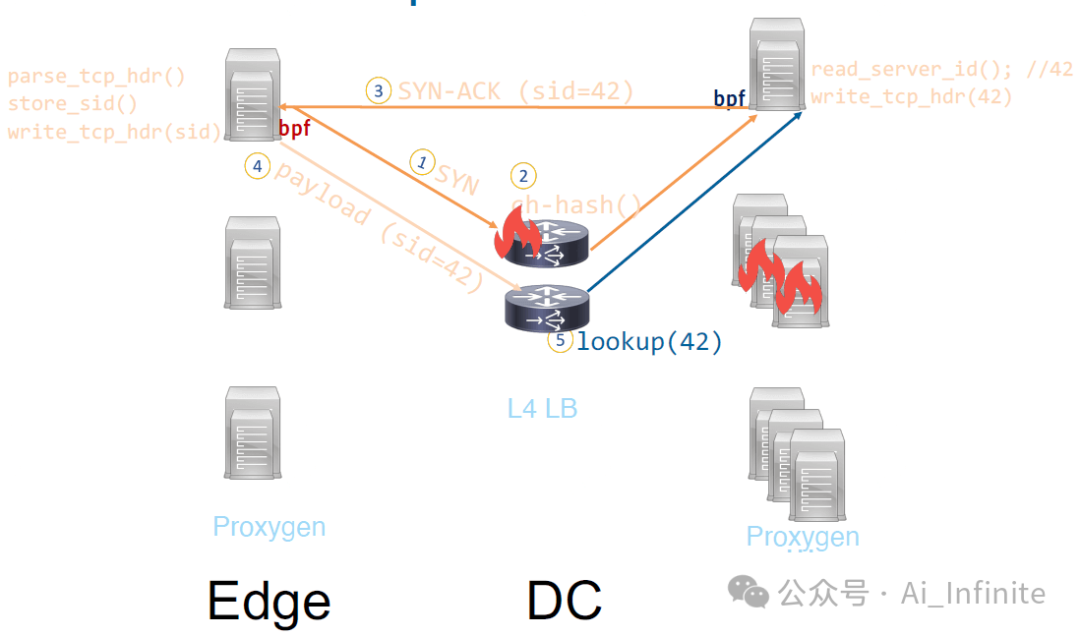 parse_tcp_hdr()
store_sid()
write_tcp_hdr(sid)
bpf
3 SYN-ACK (sid=42)
bpf
read_server_id(); //42
write_tcp_hdr(42)
1 SYN
2
ch-hash()
4 payload (sid=42)
5 lookup(42)
L4 LB
Proxygen
Proxygen
...
Edge
DC
公众号 · Ai_Infinite